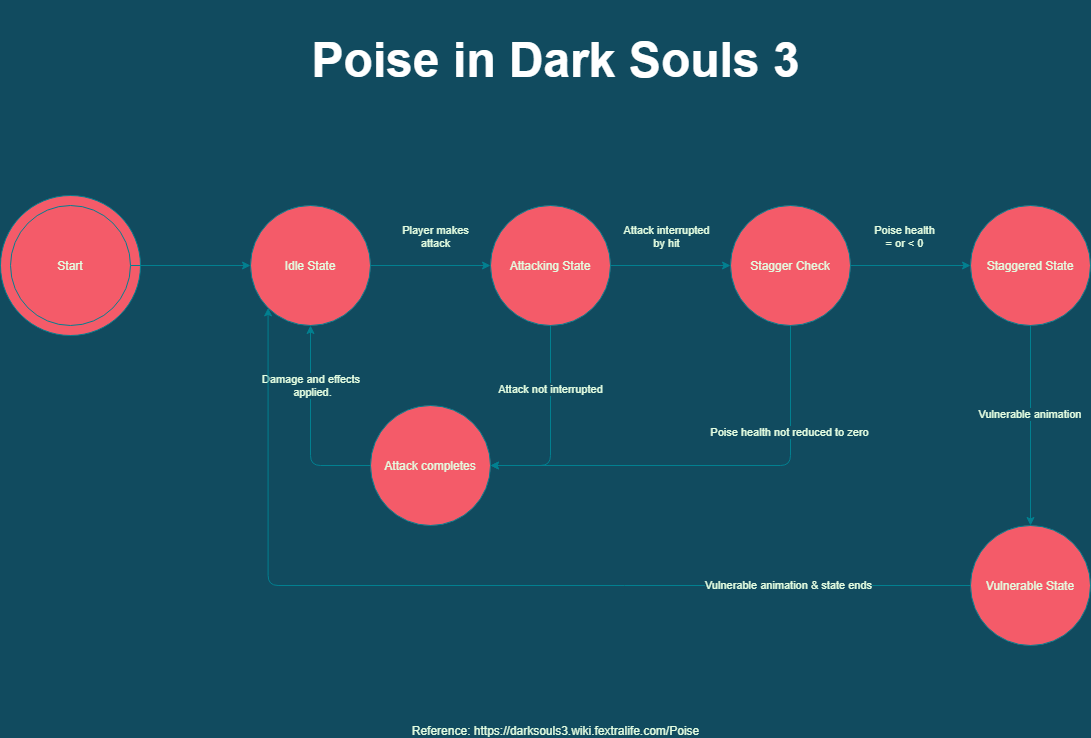 Poise in Dark Souls 3
Start
Idle State
Player makes
attack
Attacking State
Attack interrupted
by hit
Stagger Check
Poise health
= or < 0
Staggered State
Damage and effects
applied.
Attack not interrupted
Poise health not reduced to zero
Vulnerable animation
Attack completes
Vulnerable animation & state ends
Vulnerable State
Reference: https://darksouls3.wiki.fextralife.com/Poise